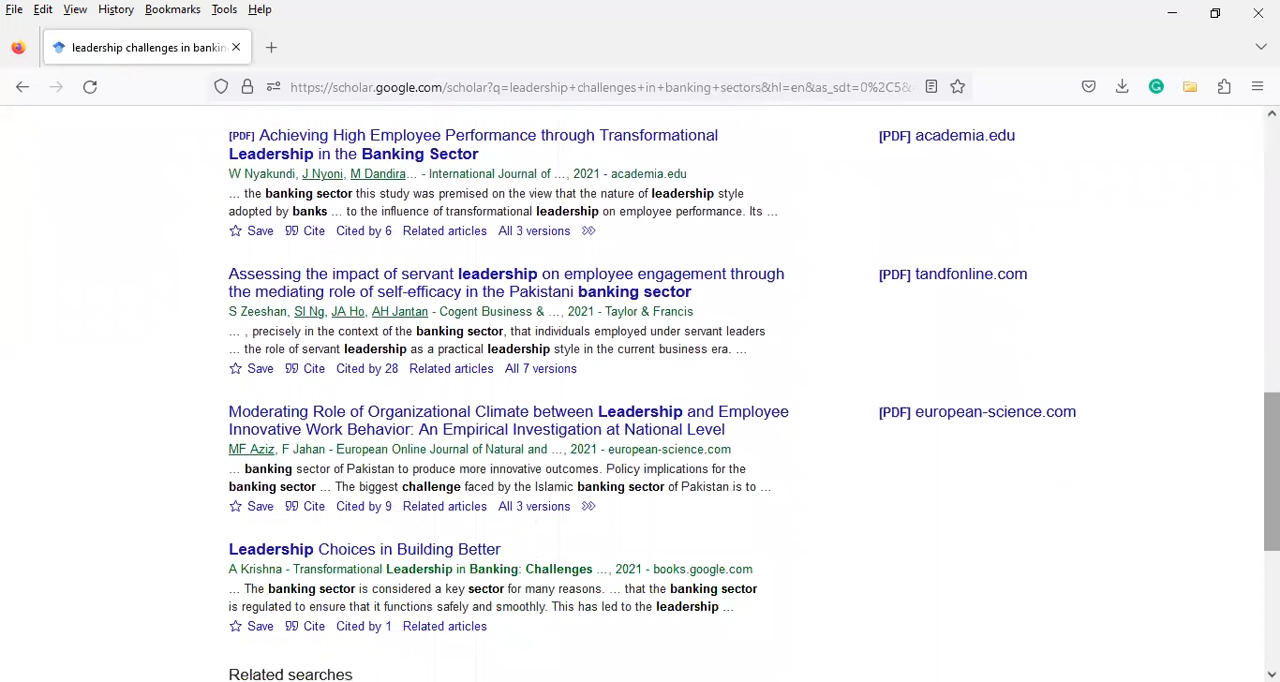 File Edit View History Bookmarks Tools Help
leadership challenges in bankin
https://scholar.google.com/scholar?q=leadership+challenges+in+banking+sectors&hl=en&as_sdt=0%2C5&
[PDF] Achieving High Employee Performance through Transformational
Leadership in the Banking Sector
[PDF] academia.edu
W Nyakundi, J Nyoni, M Dandira... - International Journal of ..., 2021 - academia.edu
... the banking sector this study was premised on the view that the nature of leadership style
adopted by banks ... to the influence of transformational leadership on employee performance. Its ...
Save Cite Cited by 6 Related articles All 3 versions
Assessing the impact of servant leadership on employee engagement through
the mediating role of self-efficacy in the Pakistani banking sector
[PDF] tandfonline.com
S Zeeshan, SI Ng, JA Ho, AH Jantan - Cogent Business & ..., 2021 - Taylor & Francis
... , precisely in the context of the banking sector, that individuals employed under servant leaders
... the role of servant leadership as a practical leadership style in the current business era. ...
Save Cite Cited by 28 Related articles All 7 versions
Moderating Role of Organizational Climate between Leadership and Employee
Innovative Work Behavior: An Empirical Investigation at National Level
[PDF] european-science.com
MF Aziz, F Jahan - European Online Journal of Natural and ..., 2021 - european-science.com
... banking sector of Pakistan to produce more innovative outcomes. Policy implications for the
banking sector ... The biggest challenge faced by the Islamic banking sector of Pakistan is to ...
Save Cite Cited by 9 Related articles All 3 versions
Leadership Choices in Building Better
A Krishna - Transformational Leadership in Banking: Challenges ..., 2021 - books.google.com
... The banking sector is considered a key sector for many reasons. ... that the banking sector
is regulated to ensure that it functions safely and smoothly. This has led to the leadership ...
Save Cite Cited by 1 Related articles
Related searches